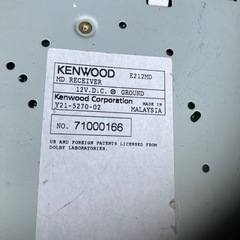 KENWOOD E212MD
MD RECEIVER
12V.D.C. ⊖ GROUND
Kenwood Corporation MADE IN
Y21-5270-02 MALAYSIA
NO. 71000166
US AND FOREIGN PATENTS LICENSED FROM
DOLBY LABORATORIES.